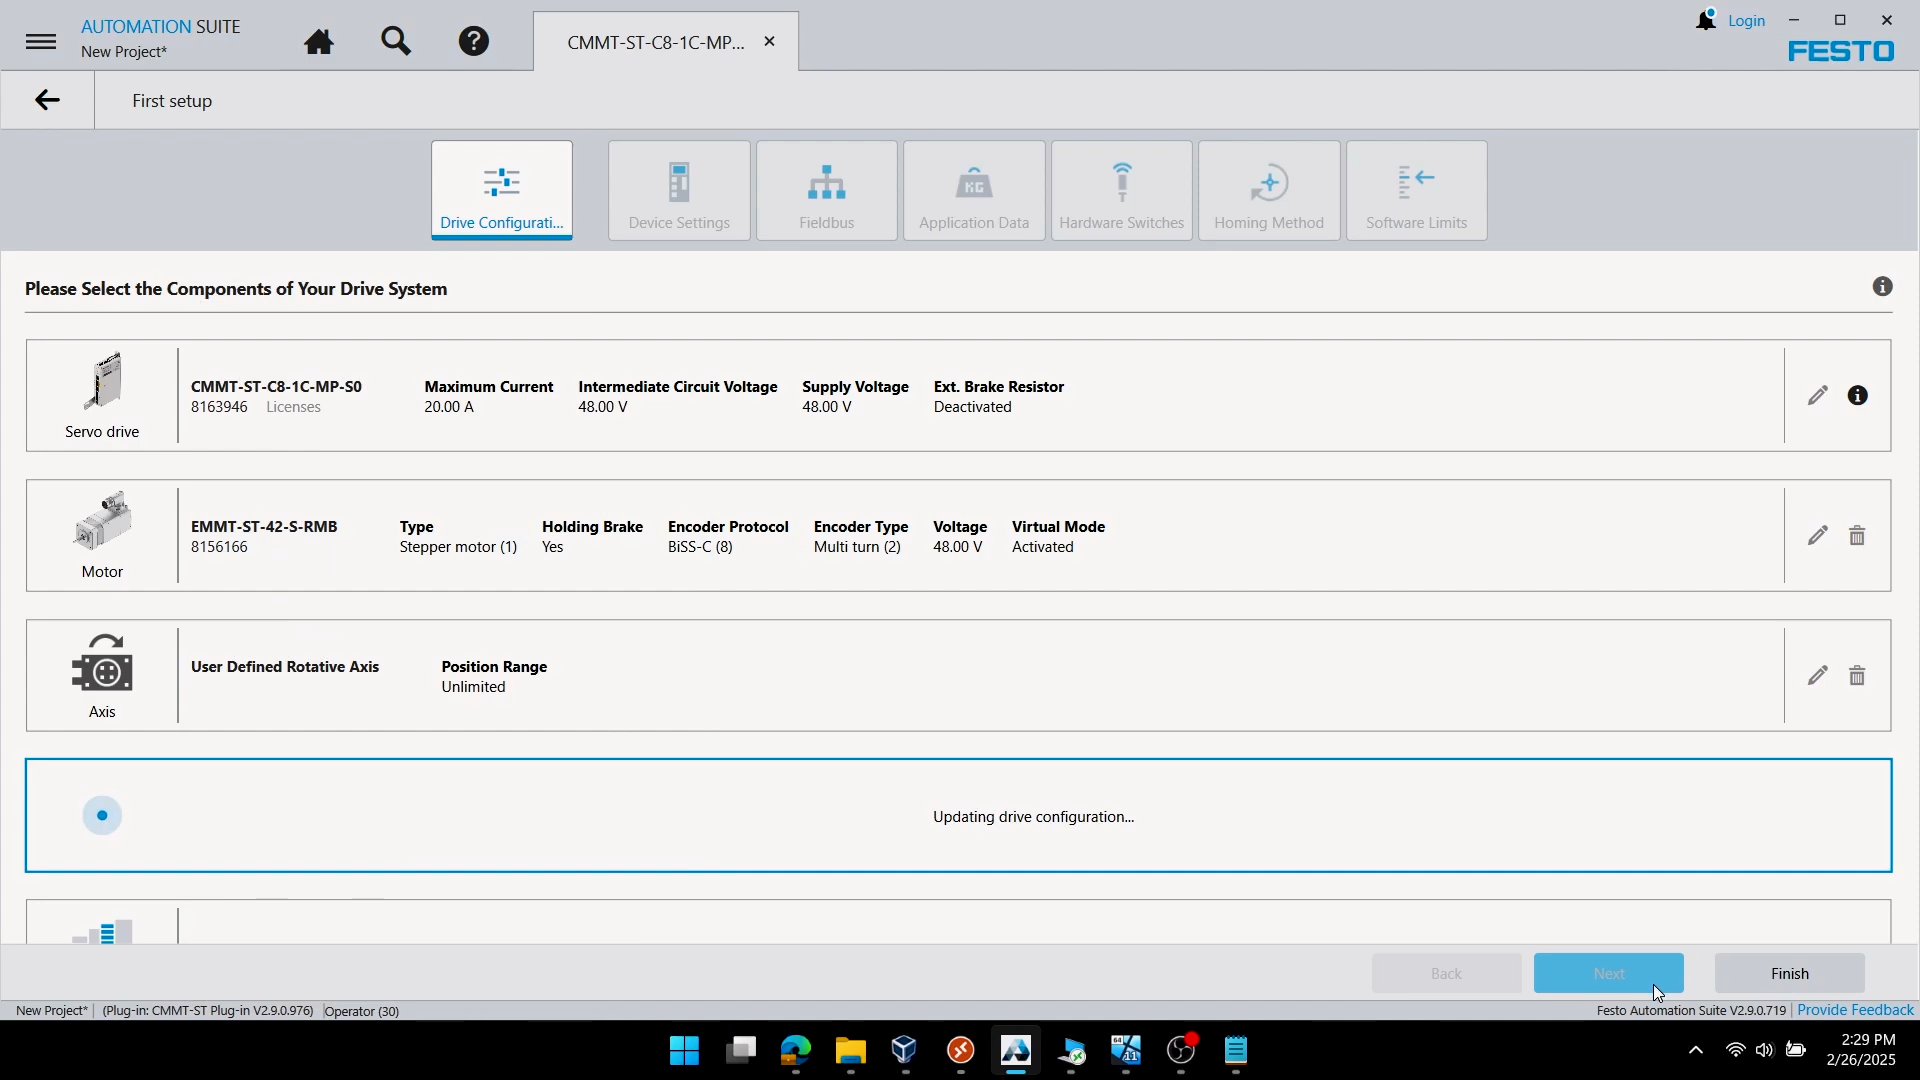 AUTOMATION SUITE
New Project*
CMMT-ST-C8-1C-MP...
Login
FESTO
First setup
Drive Configurati...
Device Settings
Fieldbus
KG
Application Data
Hardware Switches
Homing Method
Software Limits
Please Select the Components of Your Drive System
Servo drive
CMMT-ST-C8-1C-MP-S0
8163946 Licenses
Maximum Current
20.00 A
Intermediate Circuit Voltage
48.00 V
Supply Voltage
48.00 V
Ext. Brake Resistor
Deactivated
Motor
EMMT-ST-42-S-RMB
8156166
Type
Stepper motor (1)
Holding Brake
Yes
Encoder Protocol
BiSS-C (8)
Encoder Type
Multi turn (2)
Voltage
48.00 V
Virtual Mode
Activated
Axis
User Defined Rotative Axis
Position Range
Unlimited
Updating drive configuration...
Back
Next
Finish
New Project* (Plug-in: CMMT-ST Plug-in V2.9.0.976) Operator (30)
Festo Automation Suite V2.9.0.719 Provide Feedback
64
11
2:29 PM
2/26/2025